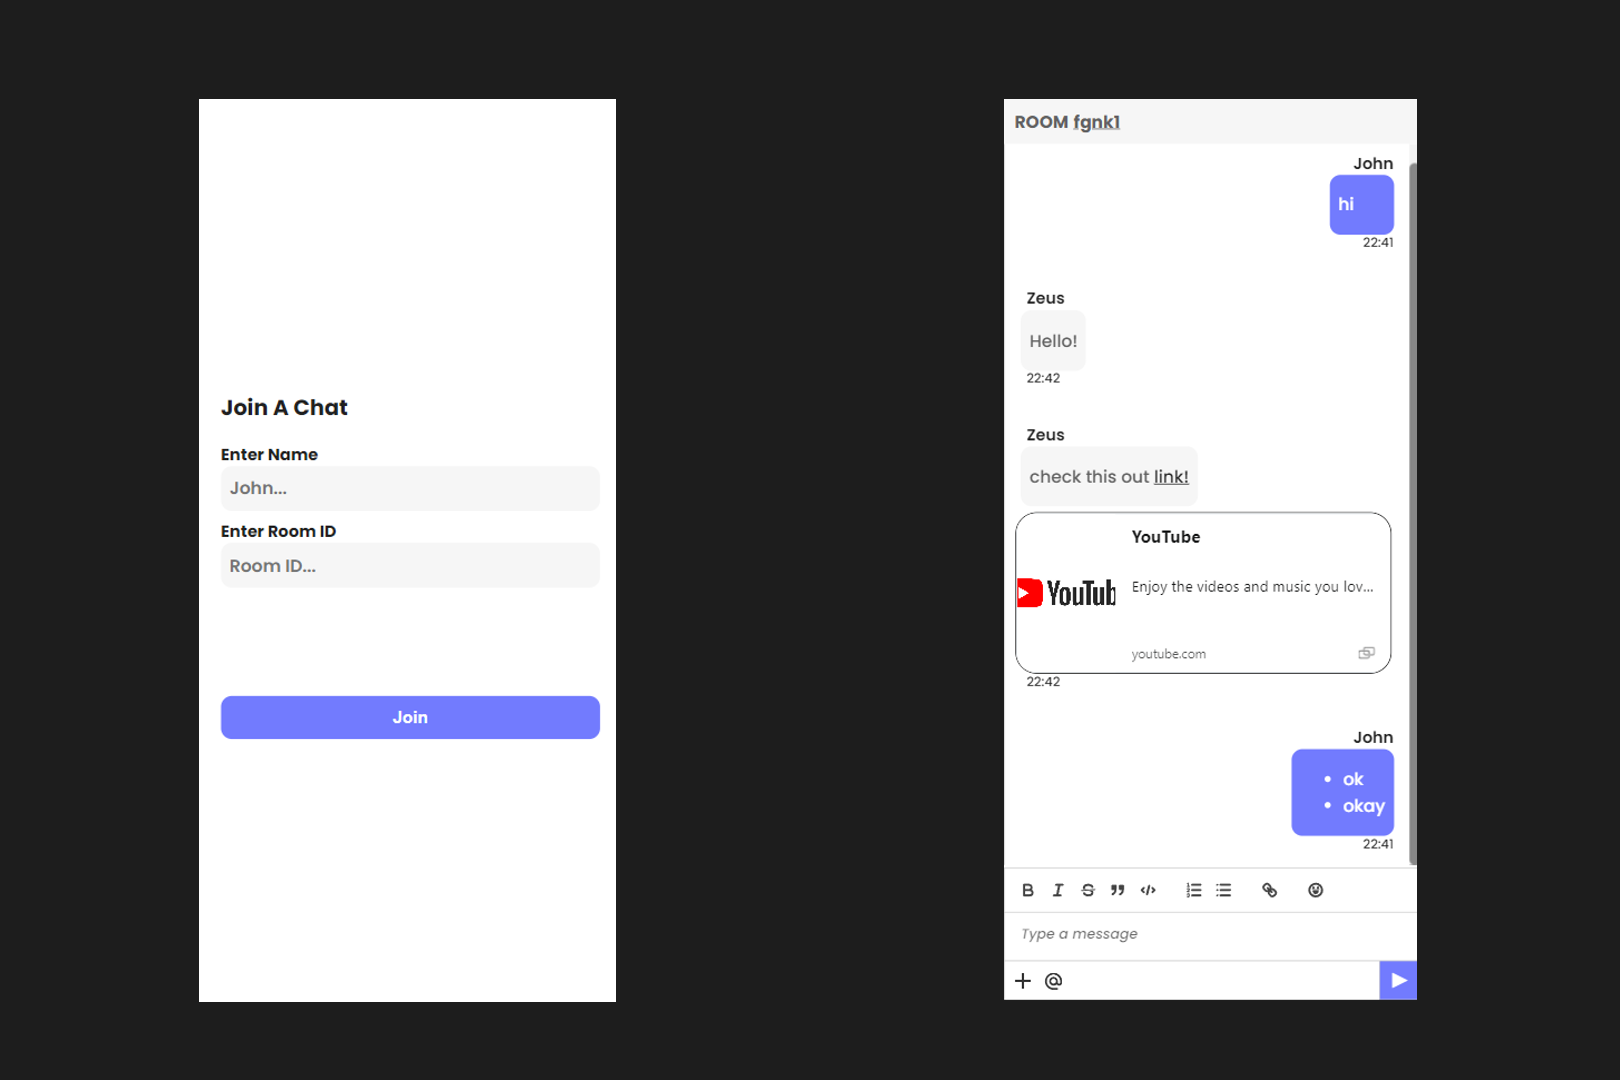 Join A Chat
Enter Name
John...
Enter Room ID
Room ID...
Join
ROOM fgnk1
John
hi
22:41
Zeus
Hello!
22:42
Zeus
check this out link!
YouTube
YouTub
Enjoy the videos and music you lov...
youtube.com
22:42
John
• ok
• okay
22:41
B I S
Type a message
@